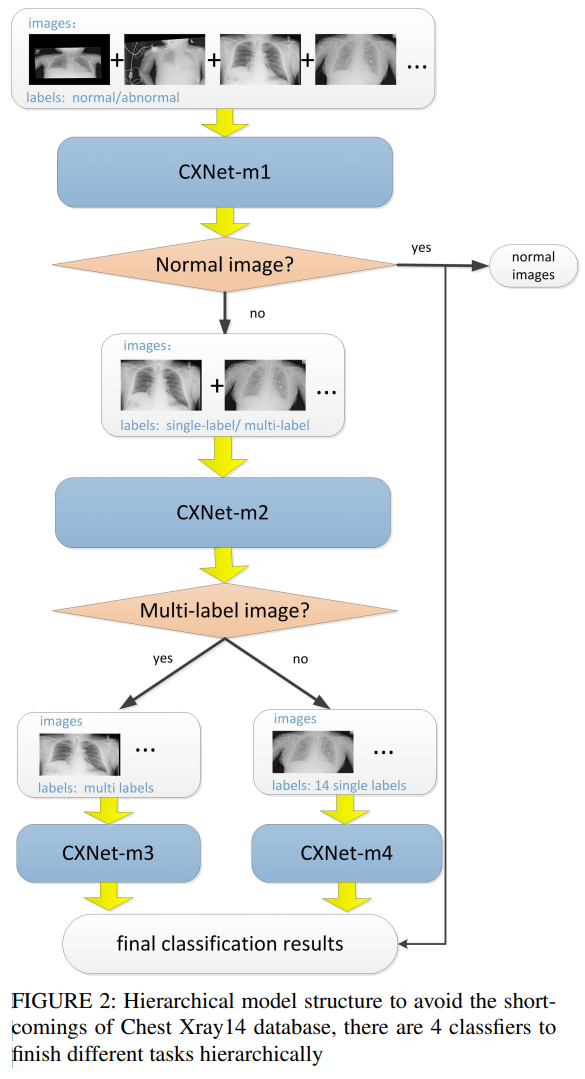 images:
+ + + ...
labels: normal/abnormal
CXNet-m1
Normal image?
yes
normal
images
no
images:
+ ...
labels: single-label/ multi-label
CXNet-m2
Multi-label image?
yes
no
images
...
labels: multi labels
images
...
labels: 14 single labels
CXNet-m3
CXNet-m4
final classification results
FIGURE 2: Hierarchical model structure to avoid the short-
comings of Chest Xray14 database, there are 4 classfiers to
finish different tasks hierarchically